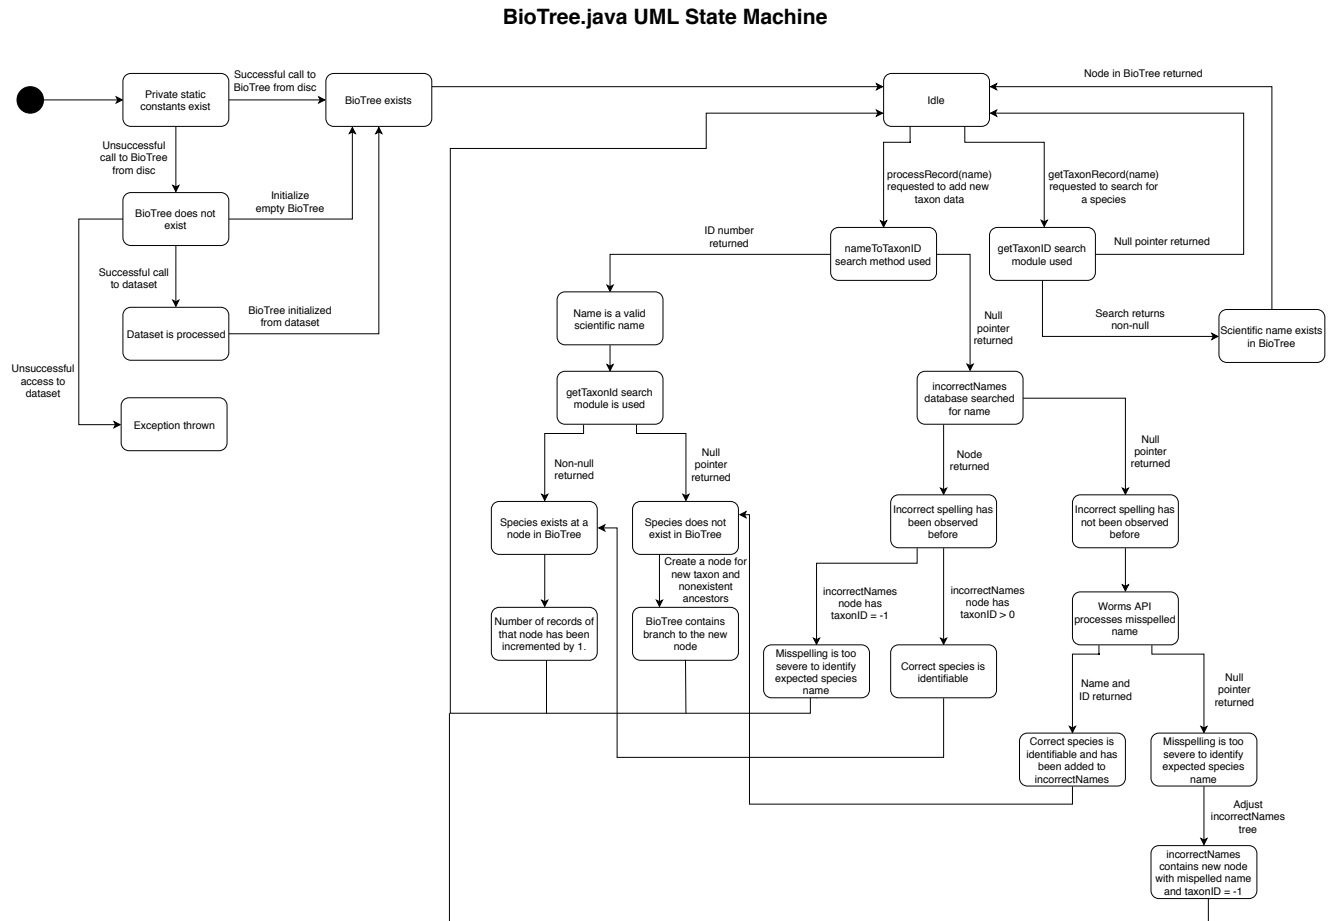 BioTree.java UML State Machine
Private static
constants exist
Successful call to
BioTree from disc
BioTree exists
Idle
Node in BioTree returned
Unsuccessful
call to BioTree
from disc
BioTree does not
exist
Initialize
empty BioTree
Successful call
to dataset
Dataset is processed
BioTree initialized
from dataset
Unsuccessful
access to
dataset
Exception thrown
processRecord(name)
requested to add new
taxon data
getTaxonRecord(name)
requested to search for
a species
ID number
returned
nameToTaxonID
search method used
getTaxonID search
module used
Null pointer returned
Name is a valid
scientific name
Null
pointer
returned
Search returns
non-null
Scientific name exists
in BioTree
getTaxonId search
module is used
incorrectNames
database searched
for name
Non-null
returned
Null
pointer
returned
Node
returned
Null
pointer
returned
Species exists at a
node in BioTree
Species does not
exist in BioTree
Incorrect spelling has
been observed
before
Incorrect spelling has
not been observed
before
Create a node for
new taxon and
nonexistent
ancestors
incorrectNames
node has
taxonID = -1
incorrectNames
node has
taxonID > 0
Number of records of
that node has been
incremented by 1.
BioTree contains
branch to the new
node
Worms API
processes misspelled
name
Misspelling is too
severe to identify
expected species
name
Correct species is
identifiable
Name and
ID returned
Null
pointer
returned
Correct species is
identifiable and has
been added to
incorrectNames
Misspelling is too
severe to identify
expected species
name
Adjust
incorrectNames
tree
incorrectNames
contains new node
with mispelled name
and taxonID = -1